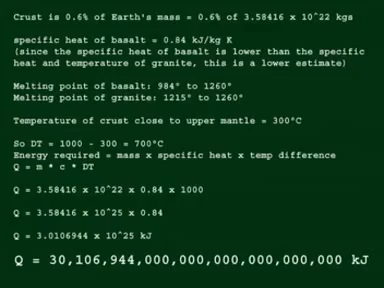 Crust is 0.6% of Earth's mass = 0.6% of 3.58416 x 10^22 kgs
specific heat of basalt = 0.84 kJ/kg K
(since the specific heat of basalt is lower than the specific
heat and temperature of granite, this is a lower estimate)
Melting point of basalt: 984° to 1260°
Melting point of granite: 1215° to 1260°
Temperature of crust close to upper mantle = 300°C
So DT = 1000 - 300 = 700°C
Energy required = mass x specific heat x temp difference
Q = m * c * DT
Q = 3.58416 x 10^22 x 0.84 x 1000
Q = 3.58416 x 10^25 x 0.84
Q = 3.0106944 x 10^25 kJ
Q = 30,106,944,000,000,000,000,000,000 kJ